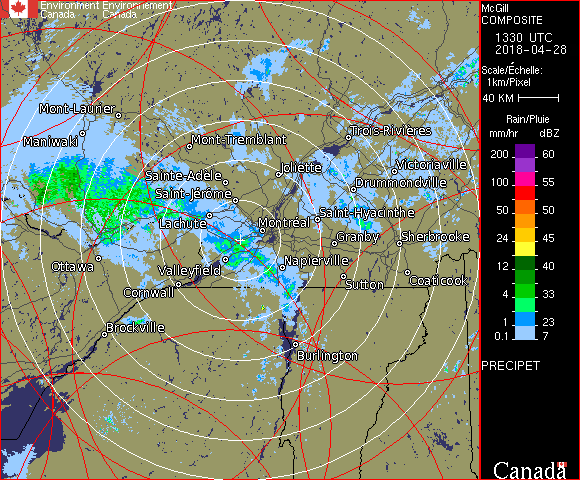 Environment Environnement
Canada Canada
McGill
COMPOSITE
1330 UTC
2018-04-28
Scale/Échelle:
1km/Pixel
40 KM
Rain/Pluie
mm/hr dBZ
200 60
150 57
100 55
50 50
24 45
12 40
4 33
1 23
0.1 7
PRECIPET
Canada
Mont-Laurier
Maniwaki
Mont-Tremblant
Trois-Rivières
Sainte-Adèle
Joliette
Victoriaville
Drummondville
Saint-Jérôme
Lachute
Montréal
Saint-Hyacinthe
Granby
Sherbrooke
Ottawa
Valleyfield
Napierville
Cornwall
Sutton
Coaticook
Brockville
Burlington